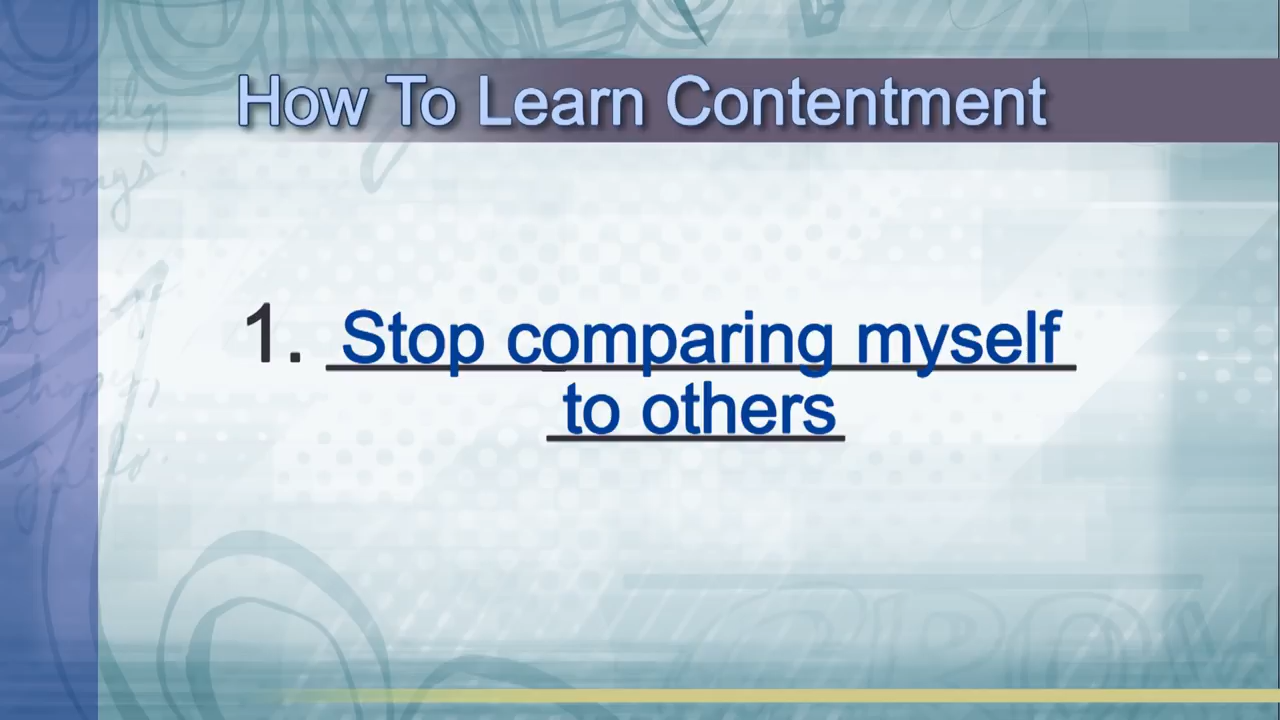 How To Learn Contentment
1. Stop comparing myself
to others